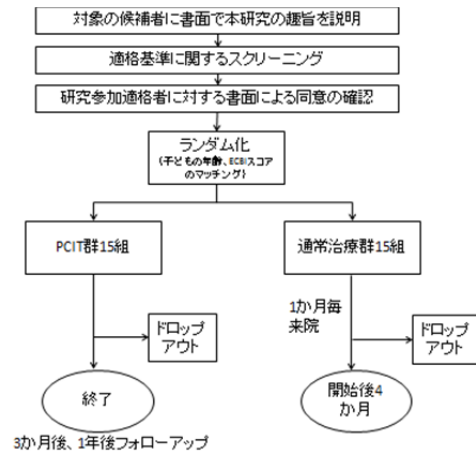 対象の候補者に書面で本研究の趣旨を説明
適格基準に関するスクリーニング
研究参加適格者に対する書面による同意の確認
ランダム化
(子どもの年齢、ECBIスコア
のマッチング)
PCIT群15組
通常治療群15組
1か月毎
来院
ドロップ
アウト
ドロップ
アウト
終了
開始後4
か月
3か月後、1年後フォローアップ